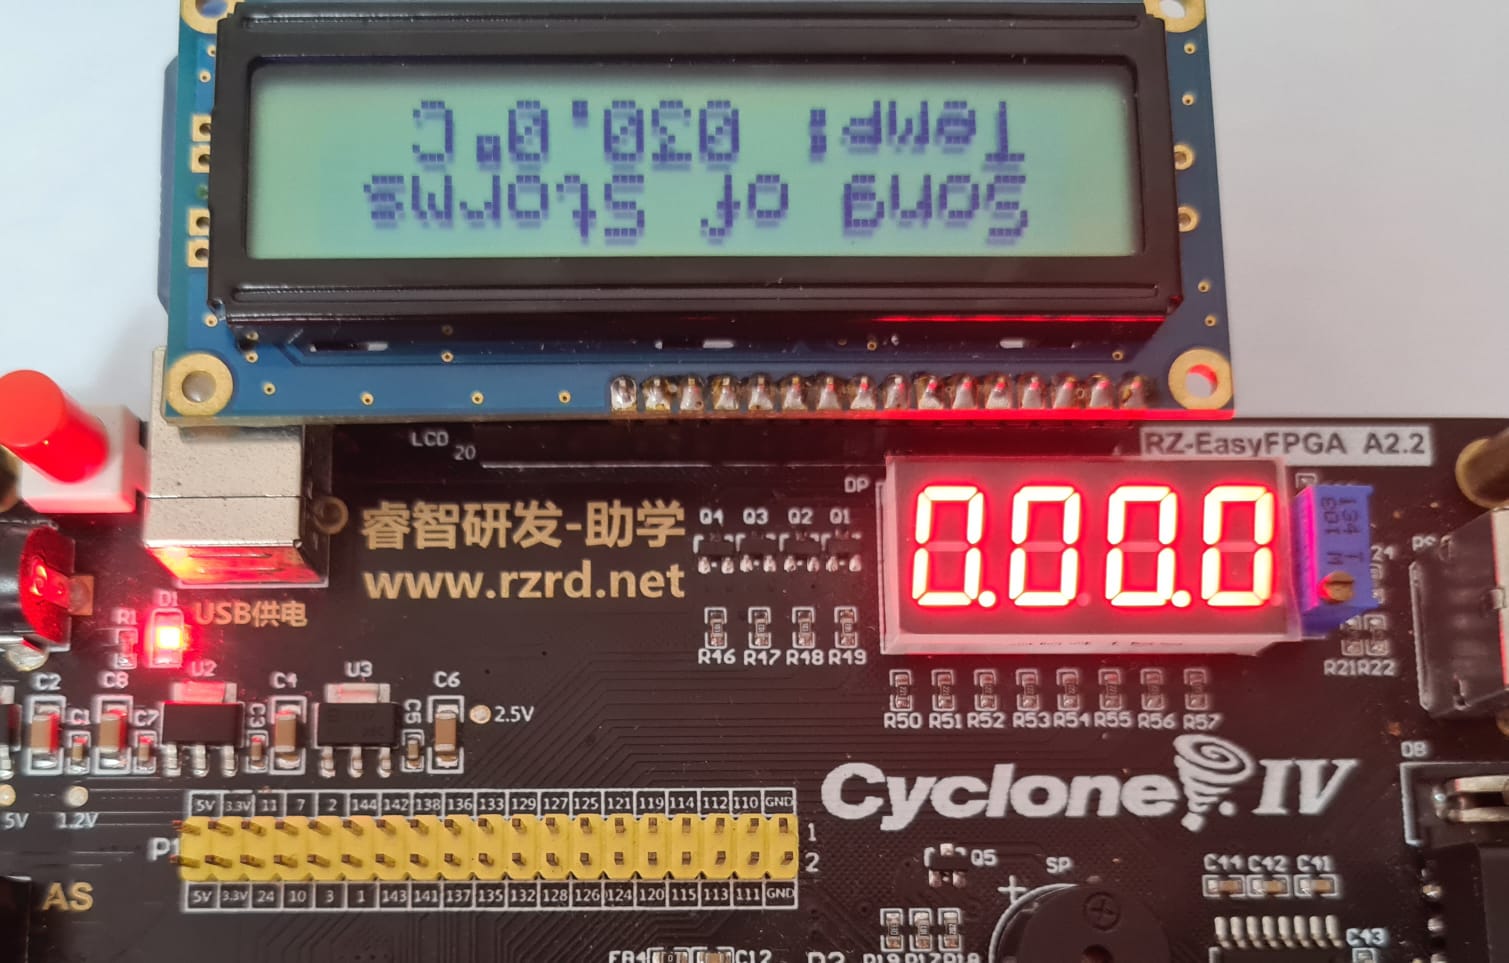 Song of Storms
Temp: 030.0°C
LCD
20
RZ-EasyFPGA A2.2
DP
0.00.0
睿智研发-助学
www.rzrd.net
Q4 Q3 Q2 Q1
R46 R47 R48 R49
USB供电
R1 D1
R21 R22
R50 R51 R52 R53 R54 R55 R56 R57
C2 C8 U2 C4 U3 C6
C1 C7 C3 C5
2.5V
Cyclone IV
5V 1.2V
5V 3.3V 11 7 2 144 142 138 136 133 129 127 125 121 119 114 112 110 GND
P1
1
2
5V 3.3V 24 10 3 1 143 141 137 135 132 128 126 124 120 115 113 111 GND
AS
Q5
SP
C44 C42 C41
C43
C12